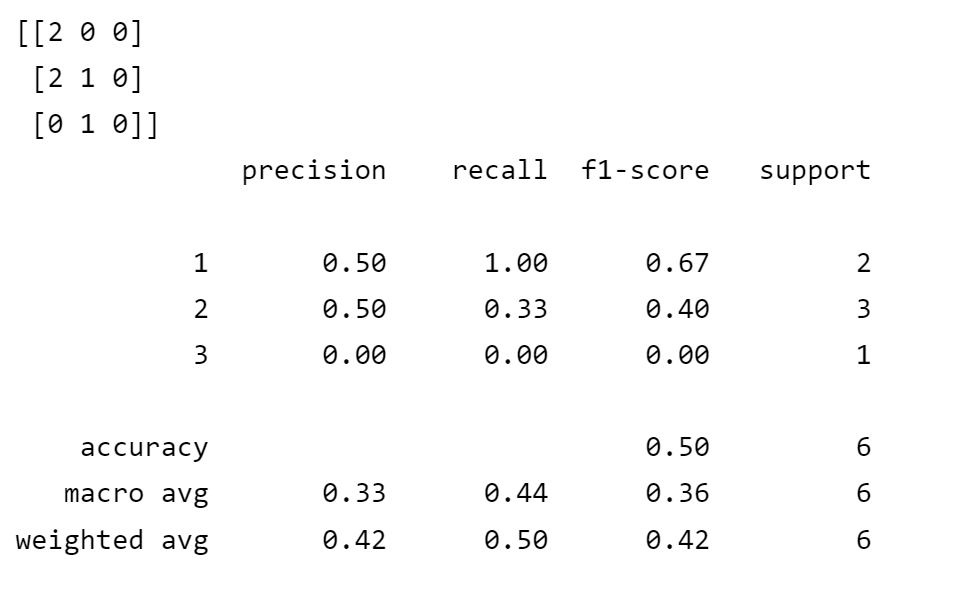 [[2 0 0]
 [2 1 0]
 [0 1 0]]
              precision    recall  f1-score   support

           1       0.50      1.00      0.67         2
           2       0.50      0.33      0.40         3
           3       0.00      0.00      0.00         1

    accuracy                           0.50         6
   macro avg       0.33      0.44      0.36         6
weighted avg       0.42      0.50      0.42         6